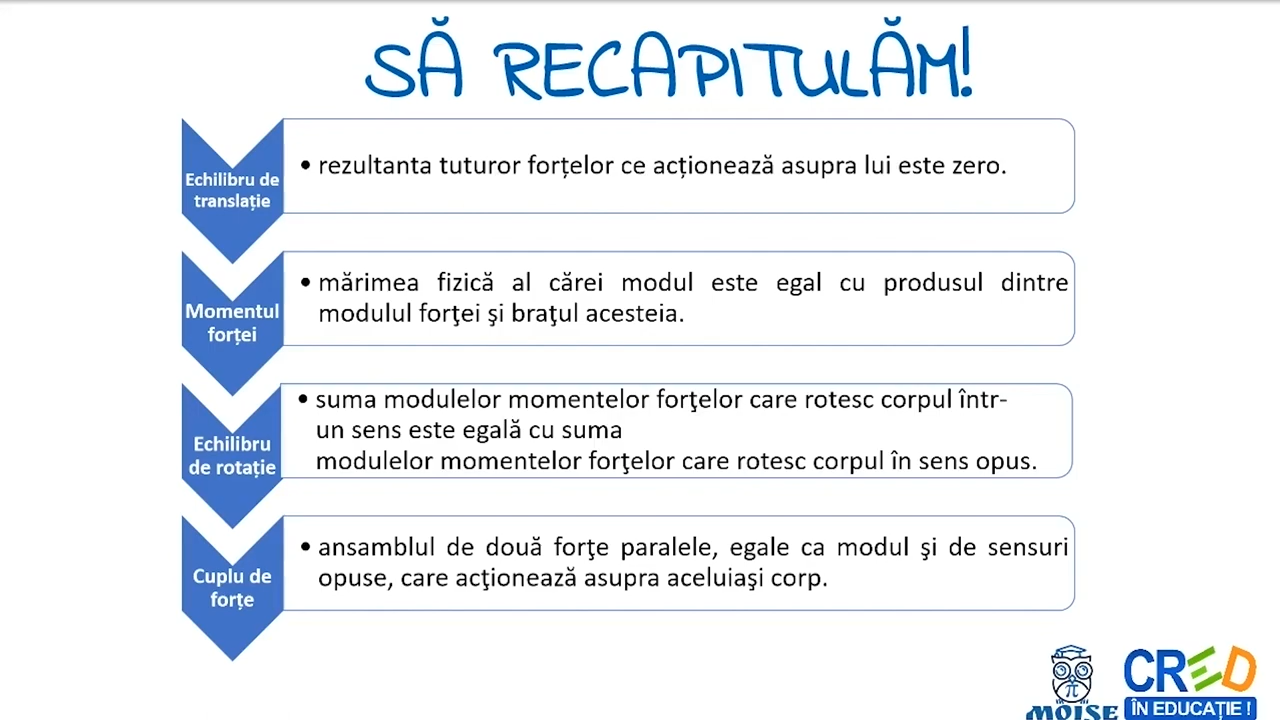 SĂ RECAPITULĂM!
Echilibru de
translație
• rezultanta tuturor forțelor ce acționează asupra lui este zero.
Momentul
forței
• mărimea fizică al cărei modul este egal cu produsul dintre
modulul forţei şi braţul acesteia.
Echilibru
de rotație
• suma modulelor momentelor forţelor care rotesc corpul într-
un sens este egală cu suma
modulelor momentelor forţelor care rotesc corpul în sens opus.
Cuplu de
forțe
• ansamblul de două forţe paralele, egale ca modul şi de sensuri
opuse, care acţionează asupra aceluiaşi corp.
π
MOISE
CRED
ÎN EDUCAȚIE !